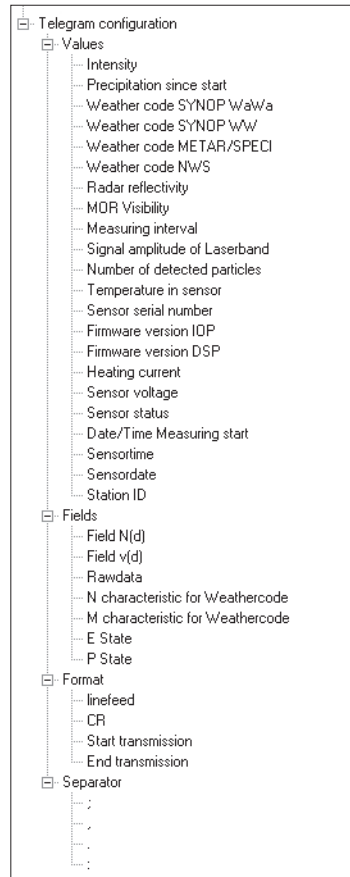 Telegram configuration
Values
Intensity
Precipitation since start
Weather code SYNOP WaWa
Weather code SYNOP WW
Weather code METAR/SPECI
Weather code NWS
Radar reflectivity
MOR Visibility
Measuring interval
Signal amplitude of Laserband
Number of detected particles
Temperature in sensor
Sensor serial number
Firmware version IOP
Firmware version DSP
Heating current
Sensor voltage
Sensor status
Date/Time Measuring start
Sensortime
Sensordate
Station ID
Fields
Field N(d)
Field v(d)
Rawdata
N characteristic for Weathercode
M characteristic for Weathercode
E State
P State
Format
linefeed
CR
Start transmission
End transmission
Separator
;
,
.
: